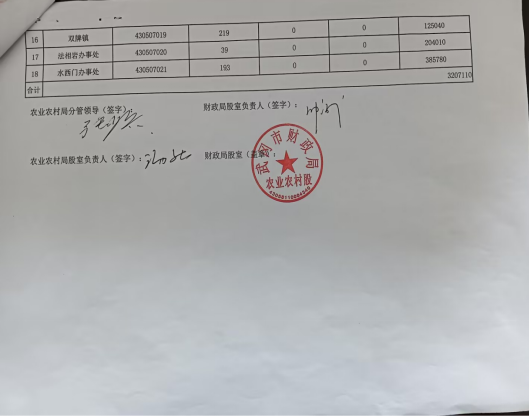 16 双牌镇 430507019 219 0 0 125040
17 法相岩办事处 430507020 39 0 0 204010
18 水西门办事处 430507021 193 0 0 385780
合计 3207110
农业农村局分管领导（签字）： 财政局股室负责人（签字）：
农业农村局股室负责人（签字）： 财政局股室（盖章）：
武冈市财政局
农业农村股